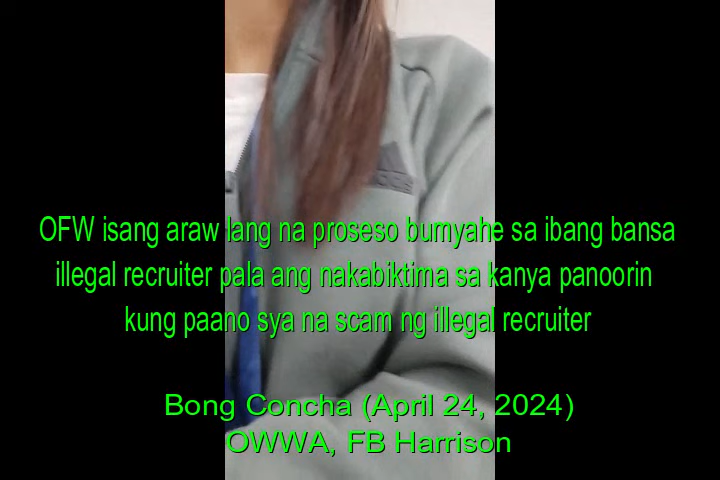 OFW isang araw lang na proseso bumyahe sa ibang bansa
illegal recruiter pala ang nakabiktima sa kanya panoorin
kung paano sya na scam ng illegal recruiter
Bong Concha (April 24, 2024)
OWWA, FB Harrison